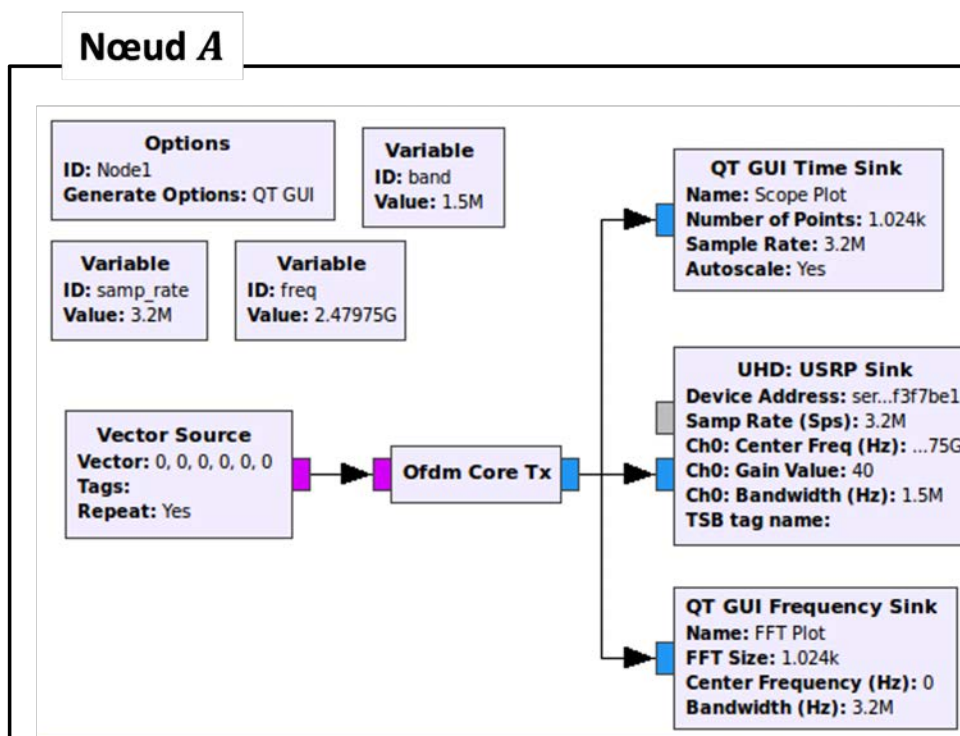 Nœud A
Options
ID: Node1
Generate Options: QT GUI
Variable
ID: band
Value: 1.5M
Variable
ID: samp_rate
Value: 3.2M
Variable
ID: freq
Value: 2.47975G
Vector Source
Vector: 0, 0, 0, 0, 0, 0
Tags:
Repeat: Yes
Ofdm Core Tx
QT GUI Time Sink
Name: Scope Plot
Number of Points: 1.024k
Sample Rate: 3.2M
Autoscale: Yes
UHD: USRP Sink
Device Address: ser...f3f7be1
Samp Rate (Sps): 3.2M
Ch0: Center Freq (Hz): ...75G
Ch0: Gain Value: 40
Ch0: Bandwidth (Hz): 1.5M
TSB tag name:
QT GUI Frequency Sink
Name: FFT Plot
FFT Size: 1.024k
Center Frequency (Hz): 0
Bandwidth (Hz): 3.2M